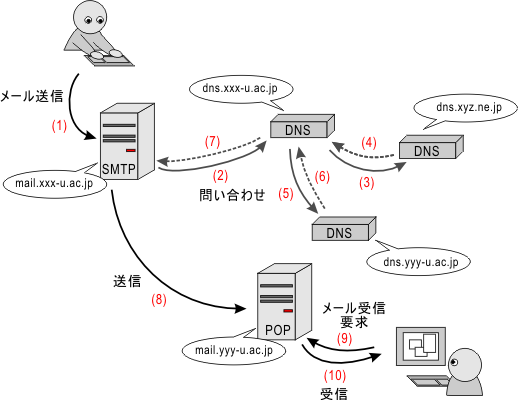 dns.xxx-u.ac.jp
メール送信
(1)
dns.xyz.ne.jp
DNS
(7)
(4)
DNS
SMTP
(2)
(3)
mail.xxx-u.ac.jp
問い合わせ
(5)
(6)
DNS
dns.yyy-u.ac.jp
送信
(8)
メール受信
要求
POP
(9)
mail.yyy-u.ac.jp
(10)
受信